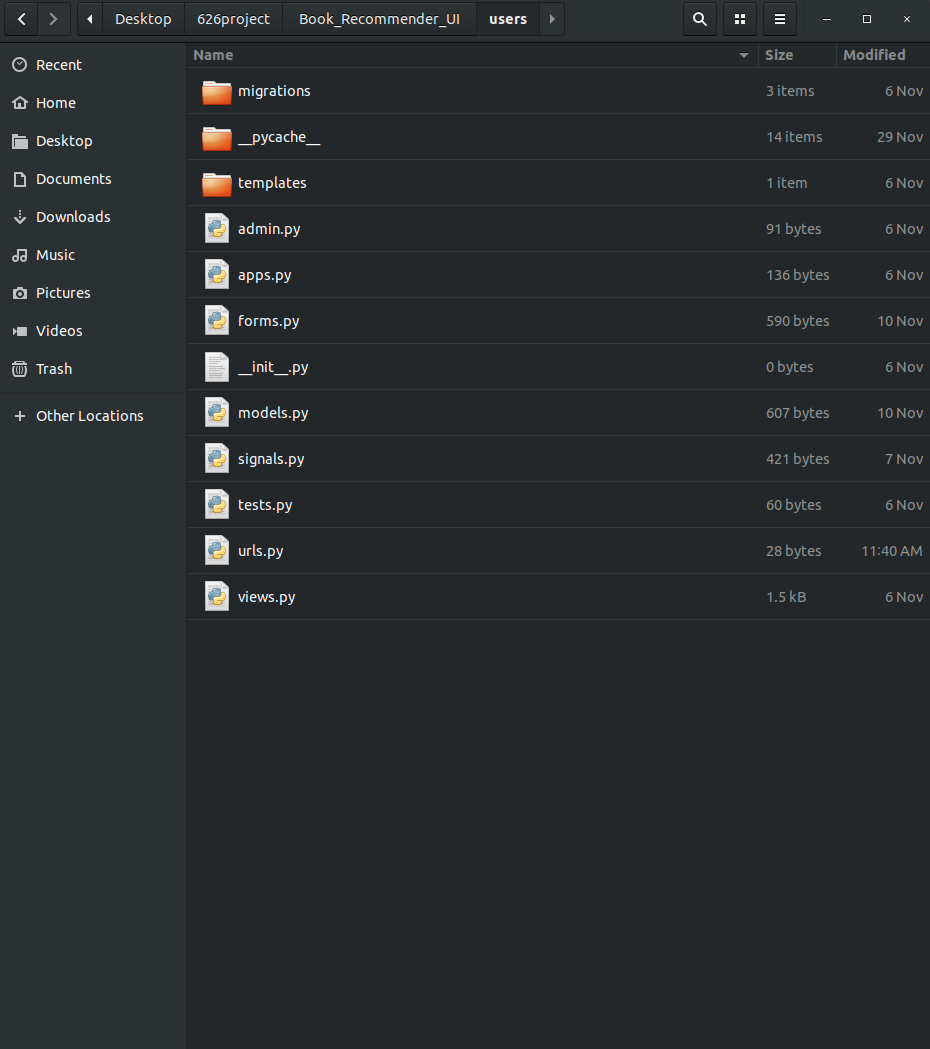 Desktop 626project Book_Recommender_UI users
Recent
Home
Desktop
Documents
Downloads
Music
Pictures
Videos
Trash
Other Locations
Name Size Modified
migrations 3 items 6 Nov
__pycache__ 14 items 29 Nov
templates 1 item 6 Nov
admin.py 91 bytes 6 Nov
apps.py 136 bytes 6 Nov
forms.py 590 bytes 10 Nov
__init__.py 0 bytes 6 Nov
models.py 607 bytes 10 Nov
signals.py 421 bytes 7 Nov
tests.py 60 bytes 6 Nov
urls.py 28 bytes 11:40 AM
views.py 1.5 kB 6 Nov